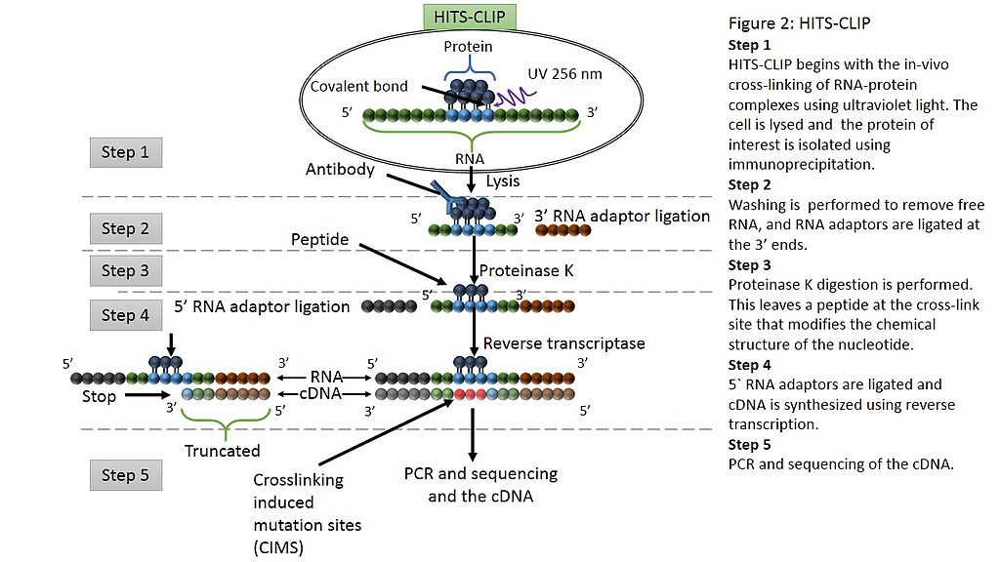 HITS-CLIP
Protein
UV 256 nm
Covalent bond
5’
3’
RNA
Step 1
Antibody
Lysis
Step 2
5’
3’
3’ RNA adaptor ligation
Peptide
Step 3
Proteinase K
5’
3’
Step 4
5’ RNA adaptor ligation
Reverse transcriptase
5’
3’
RNA
5’
3’
Stop
cDNA
3’
5’
3’
5’
Truncated
Step 5
Crosslinking
induced
mutation sites
(CIMS)
PCR and sequencing
and the cDNA
Figure 2: HITS-CLIP
Step 1
HITS-CLIP begins with the in-vivo
cross-linking of RNA-protein
complexes using ultraviolet light. The
cell is lysed and the protein of
interest is isolated using
immunoprecipitation.
Step 2
Washing is performed to remove free
RNA, and RNA adaptors are ligated at
the 3’ ends.
Step 3
Proteinase K digestion is performed.
This leaves a peptide at the cross-link
site that modifies the chemical
structure of the nucleotide.
Step 4
5` RNA adaptors are ligated and
cDNA is synthesized using reverse
transcription.
Step 5
PCR and sequencing of the cDNA.